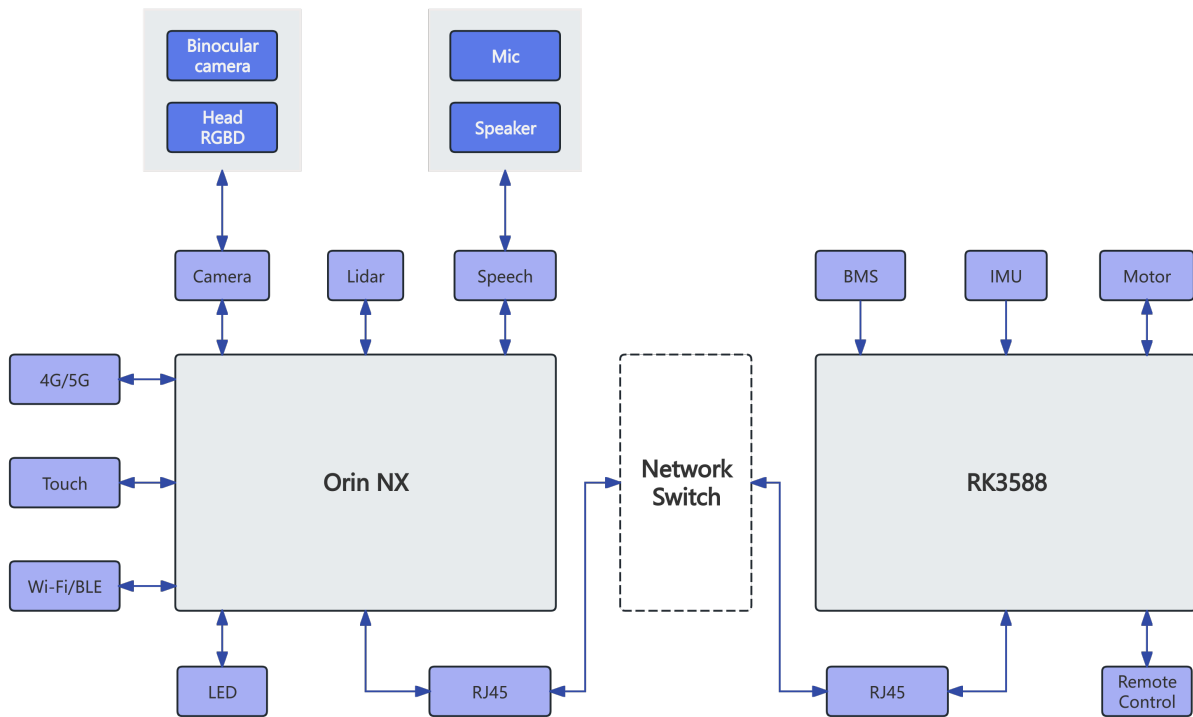 Binocular
camera
Head
RGBD
Mic
Speaker
Camera
Lidar
Speech
BMS
IMU
Motor
4G/5G
Touch
Wi-Fi/BLE
Orin NX
Network
Switch
RK3588
LED
RJ45
RJ45
Remote
Control